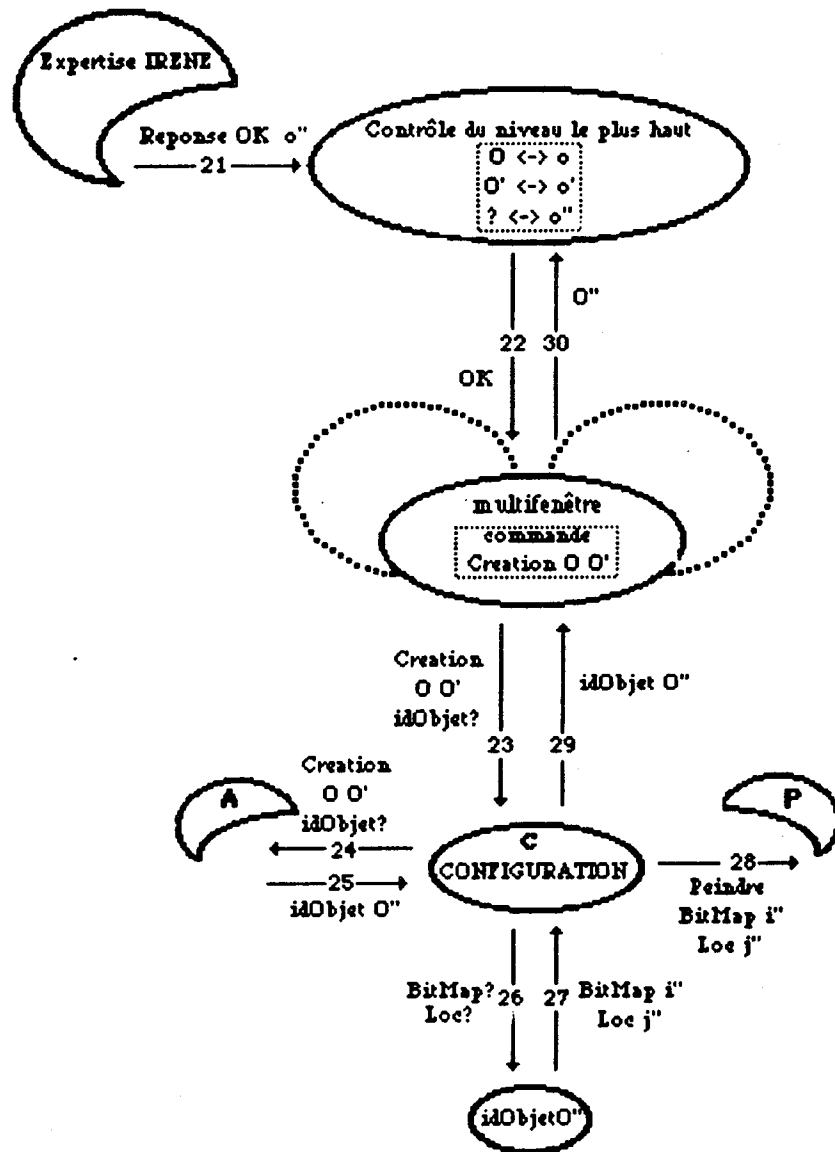 Expertise IRENE
Reponse OK o"
21
Contrôle du niveau le plus haut
O <-> o
O' <-> o'
? <-> o"
O"
22
30
OK
multifenêtre
commande
Creation O O'
Creation
O O'
idObjet?
idObjet O"
23
29
Creation
O O'
idObjet?
A
P
24
25
idObjet O"
C
CONFIGURATION
28
Peindre
BitMap i"
Loc j"
BitMap?
Loc?
26
27
BitMap i"
Loc j"
idObjetO"